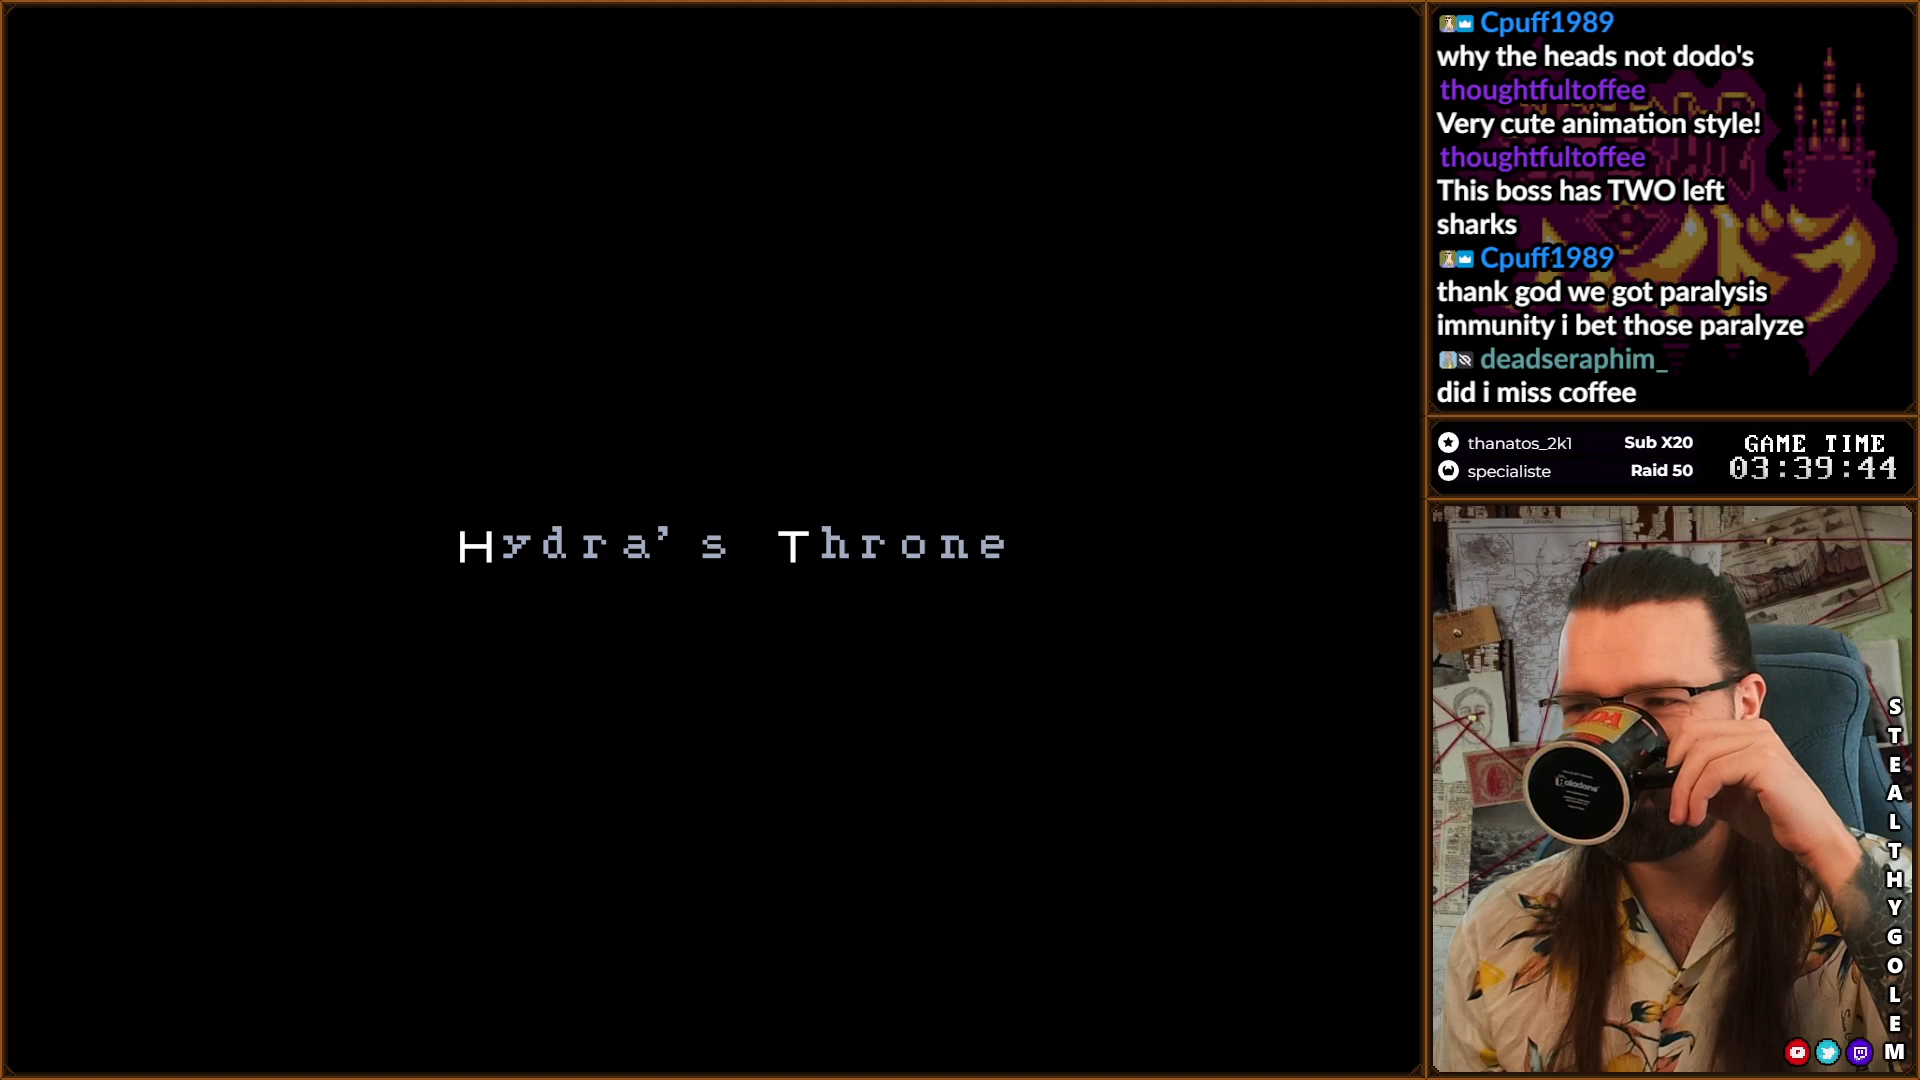 Hydra's Throne
Cpuff1989
why the heads not dodo's
thoughtfultoffee
Very cute animation style!
thoughtfultoffee
This boss has TWO left
sharks
Cpuff1989
thank god we got paralysis
immunity i bet those paralyze
deadseraphim_
did i miss coffee
thanatos_2k1 Sub X20
specialiste Raid 50
GAME TIME
03:39:44
Paladone
STEALTHYGOLEM